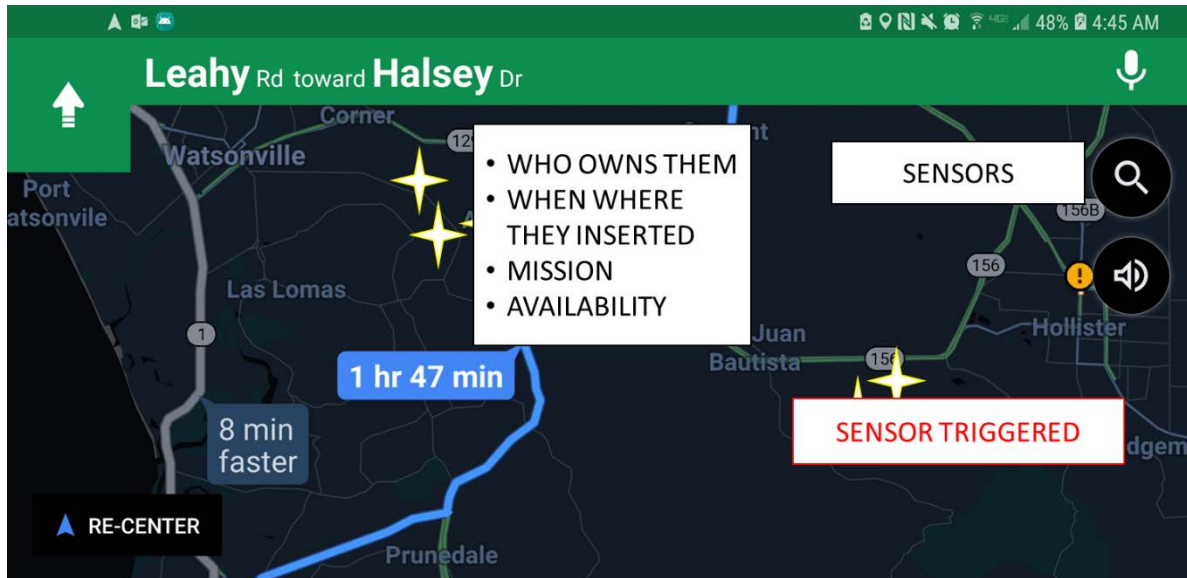 48% 4:45 AM
Leahy Rd toward Halsey Dr
Corner
129
nt
Watsonville
Port
atsonvile
• WHO OWNS THEM
• WHEN WHERE
THEY INSERTED
• MISSION
• AVAILABILITY
SENSORS
156B
156
Las Lomas
1
Juan
Bautista
Hollister
156
1 hr 47 min
8 min
faster
SENSOR TRIGGERED
dgem
RE-CENTER
Prunedale